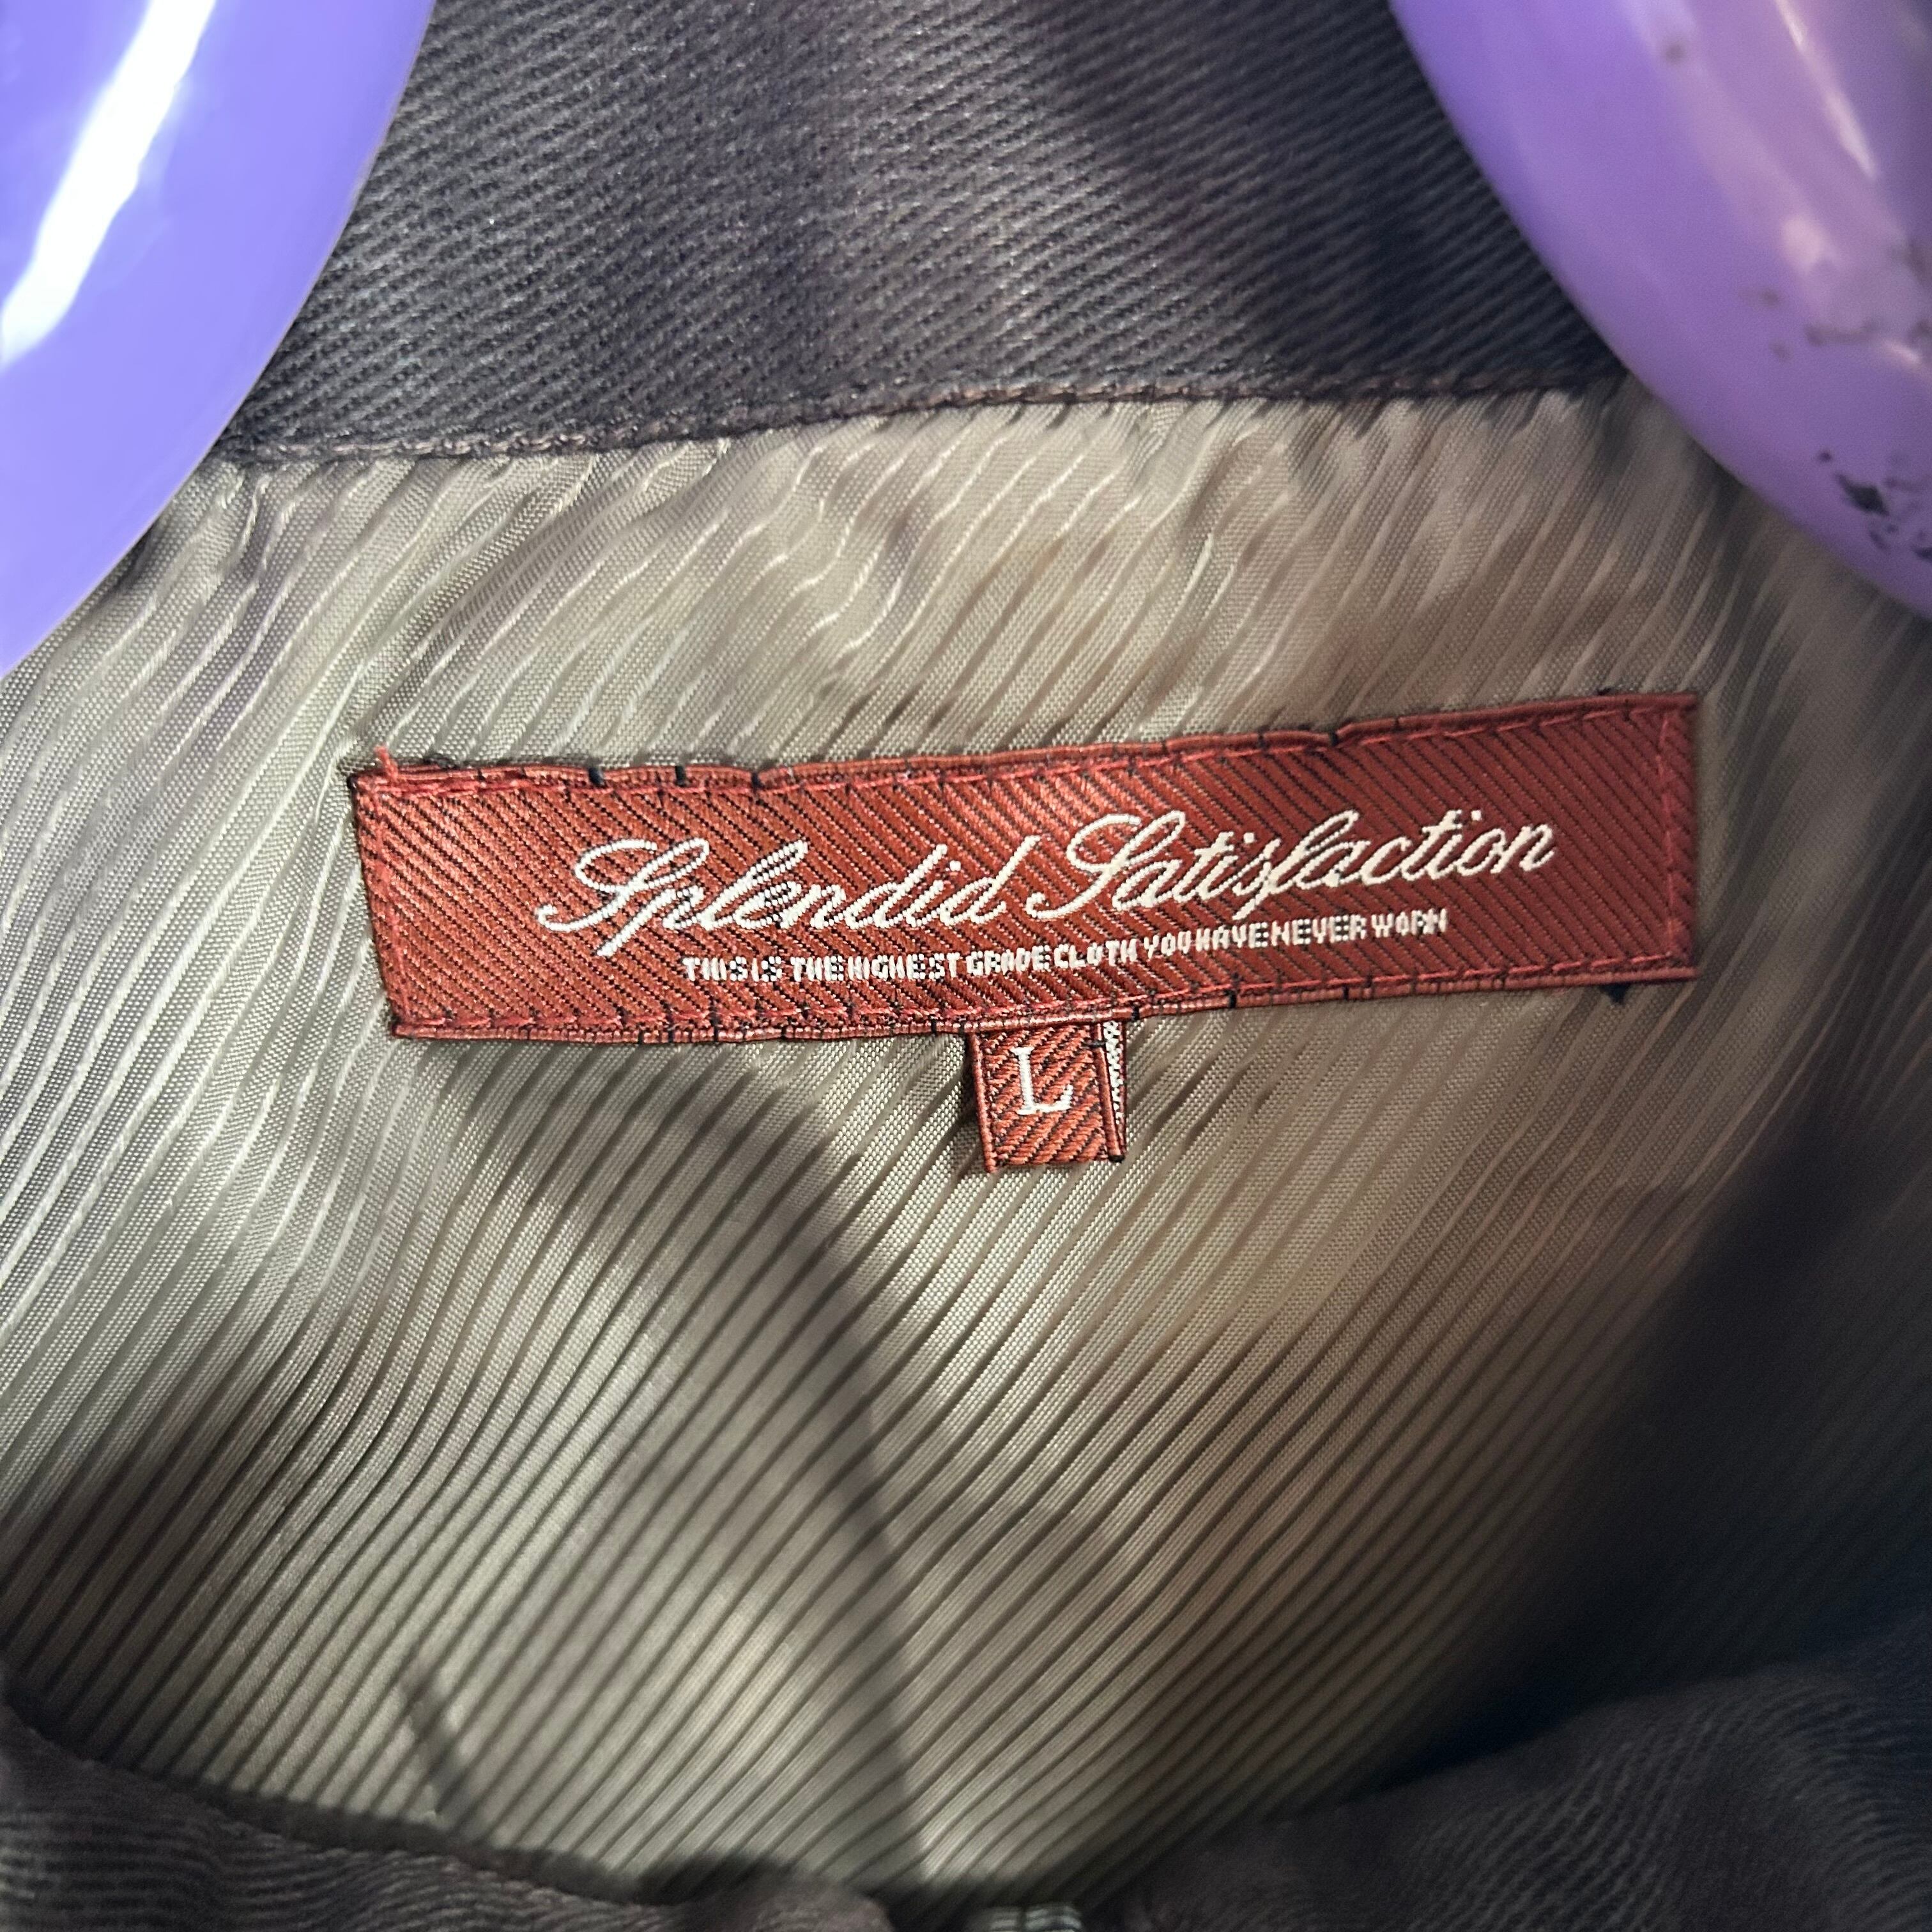 Splendid Satisfaction
THIS IS THE HIGHEST GRADE CLOTH YOU HAVE NEVER WORN
L